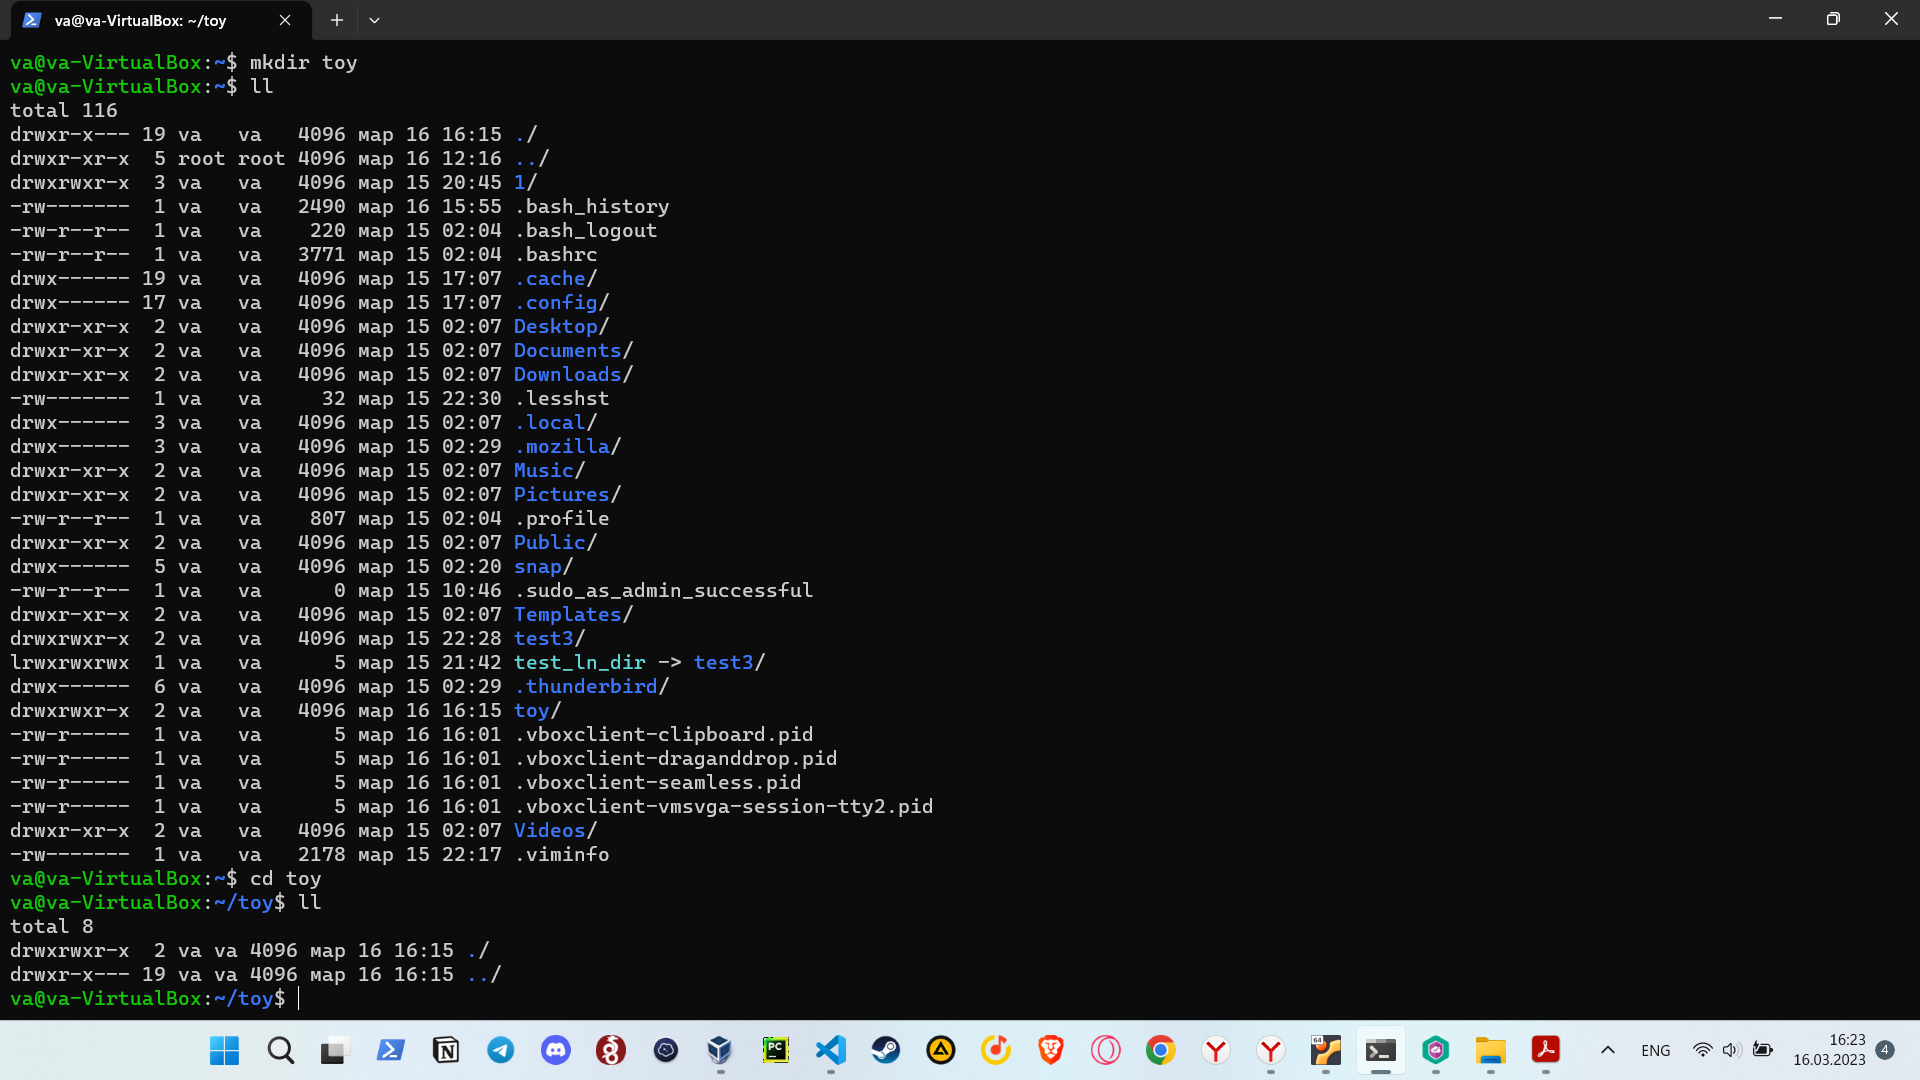 va@va-VirtualBox: ~/toy
va@va-VirtualBox:~$ mkdir toy
va@va-VirtualBox:~$ ll
total 116
drwxr-x--- 19 va   va   4096 мар 16 16:15 ./
drwxr-xr-x  5 root root 4096 мар 16 12:16 ../
drwxrwxr-x  3 va   va   4096 мар 15 20:45 1/
-rw-------  1 va   va   2490 мар 16 15:55 .bash_history
-rw-r--r--  1 va   va    220 мар 15 02:04 .bash_logout
-rw-r--r--  1 va   va   3771 мар 15 02:04 .bashrc
drwx------ 19 va   va   4096 мар 15 17:07 .cache/
drwx------ 17 va   va   4096 мар 15 17:07 .config/
drwxr-xr-x  2 va   va   4096 мар 15 02:07 Desktop/
drwxr-xr-x  2 va   va   4096 мар 15 02:07 Documents/
drwxr-xr-x  2 va   va   4096 мар 15 02:07 Downloads/
-rw-------  1 va   va     32 мар 15 22:30 .lesshst
drwx------  3 va   va   4096 мар 15 02:07 .local/
drwx------  3 va   va   4096 мар 15 02:29 .mozilla/
drwxr-xr-x  2 va   va   4096 мар 15 02:07 Music/
drwxr-xr-x  2 va   va   4096 мар 15 02:07 Pictures/
-rw-r--r--  1 va   va    807 мар 15 02:04 .profile
drwxr-xr-x  2 va   va   4096 мар 15 02:07 Public/
drwx------  5 va   va   4096 мар 15 02:20 snap/
-rw-r--r--  1 va   va      0 мар 15 10:46 .sudo_as_admin_successful
drwxr-xr-x  2 va   va   4096 мар 15 02:07 Templates/
drwxrwxr-x  2 va   va   4096 мар 15 22:28 test3/
lrwxrwxrwx  1 va   va      5 мар 15 21:42 test_ln_dir -> test3/
drwx------  6 va   va   4096 мар 15 02:29 .thunderbird/
drwxrwxr-x  2 va   va   4096 мар 16 16:15 toy/
-rw-r-----  1 va   va      5 мар 16 16:01 .vboxclient-clipboard.pid
-rw-r-----  1 va   va      5 мар 16 16:01 .vboxclient-draganddrop.pid
-rw-r-----  1 va   va      5 мар 16 16:01 .vboxclient-seamless.pid
-rw-r-----  1 va   va      5 мар 16 16:01 .vboxclient-vmsvga-session-tty2.pid
drwxr-xr-x  2 va   va   4096 мар 15 02:07 Videos/
-rw-------  1 va   va   2178 мар 15 22:17 .viminfo
va@va-VirtualBox:~$ cd toy
va@va-VirtualBox:~/toy$ ll
total 8
drwxrwxr-x  2 va va 4096 мар 16 16:15 ./
drwxr-x--- 19 va va 4096 мар 16 16:15 ../
va@va-VirtualBox:~/toy$
PC
64
ENG
16:23
16.03.2023
4